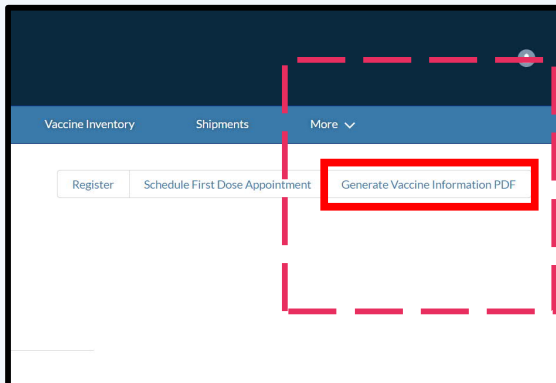 Vaccine Inventory Shipments More
Register Schedule First Dose Appointment Generate Vaccine Information PDF